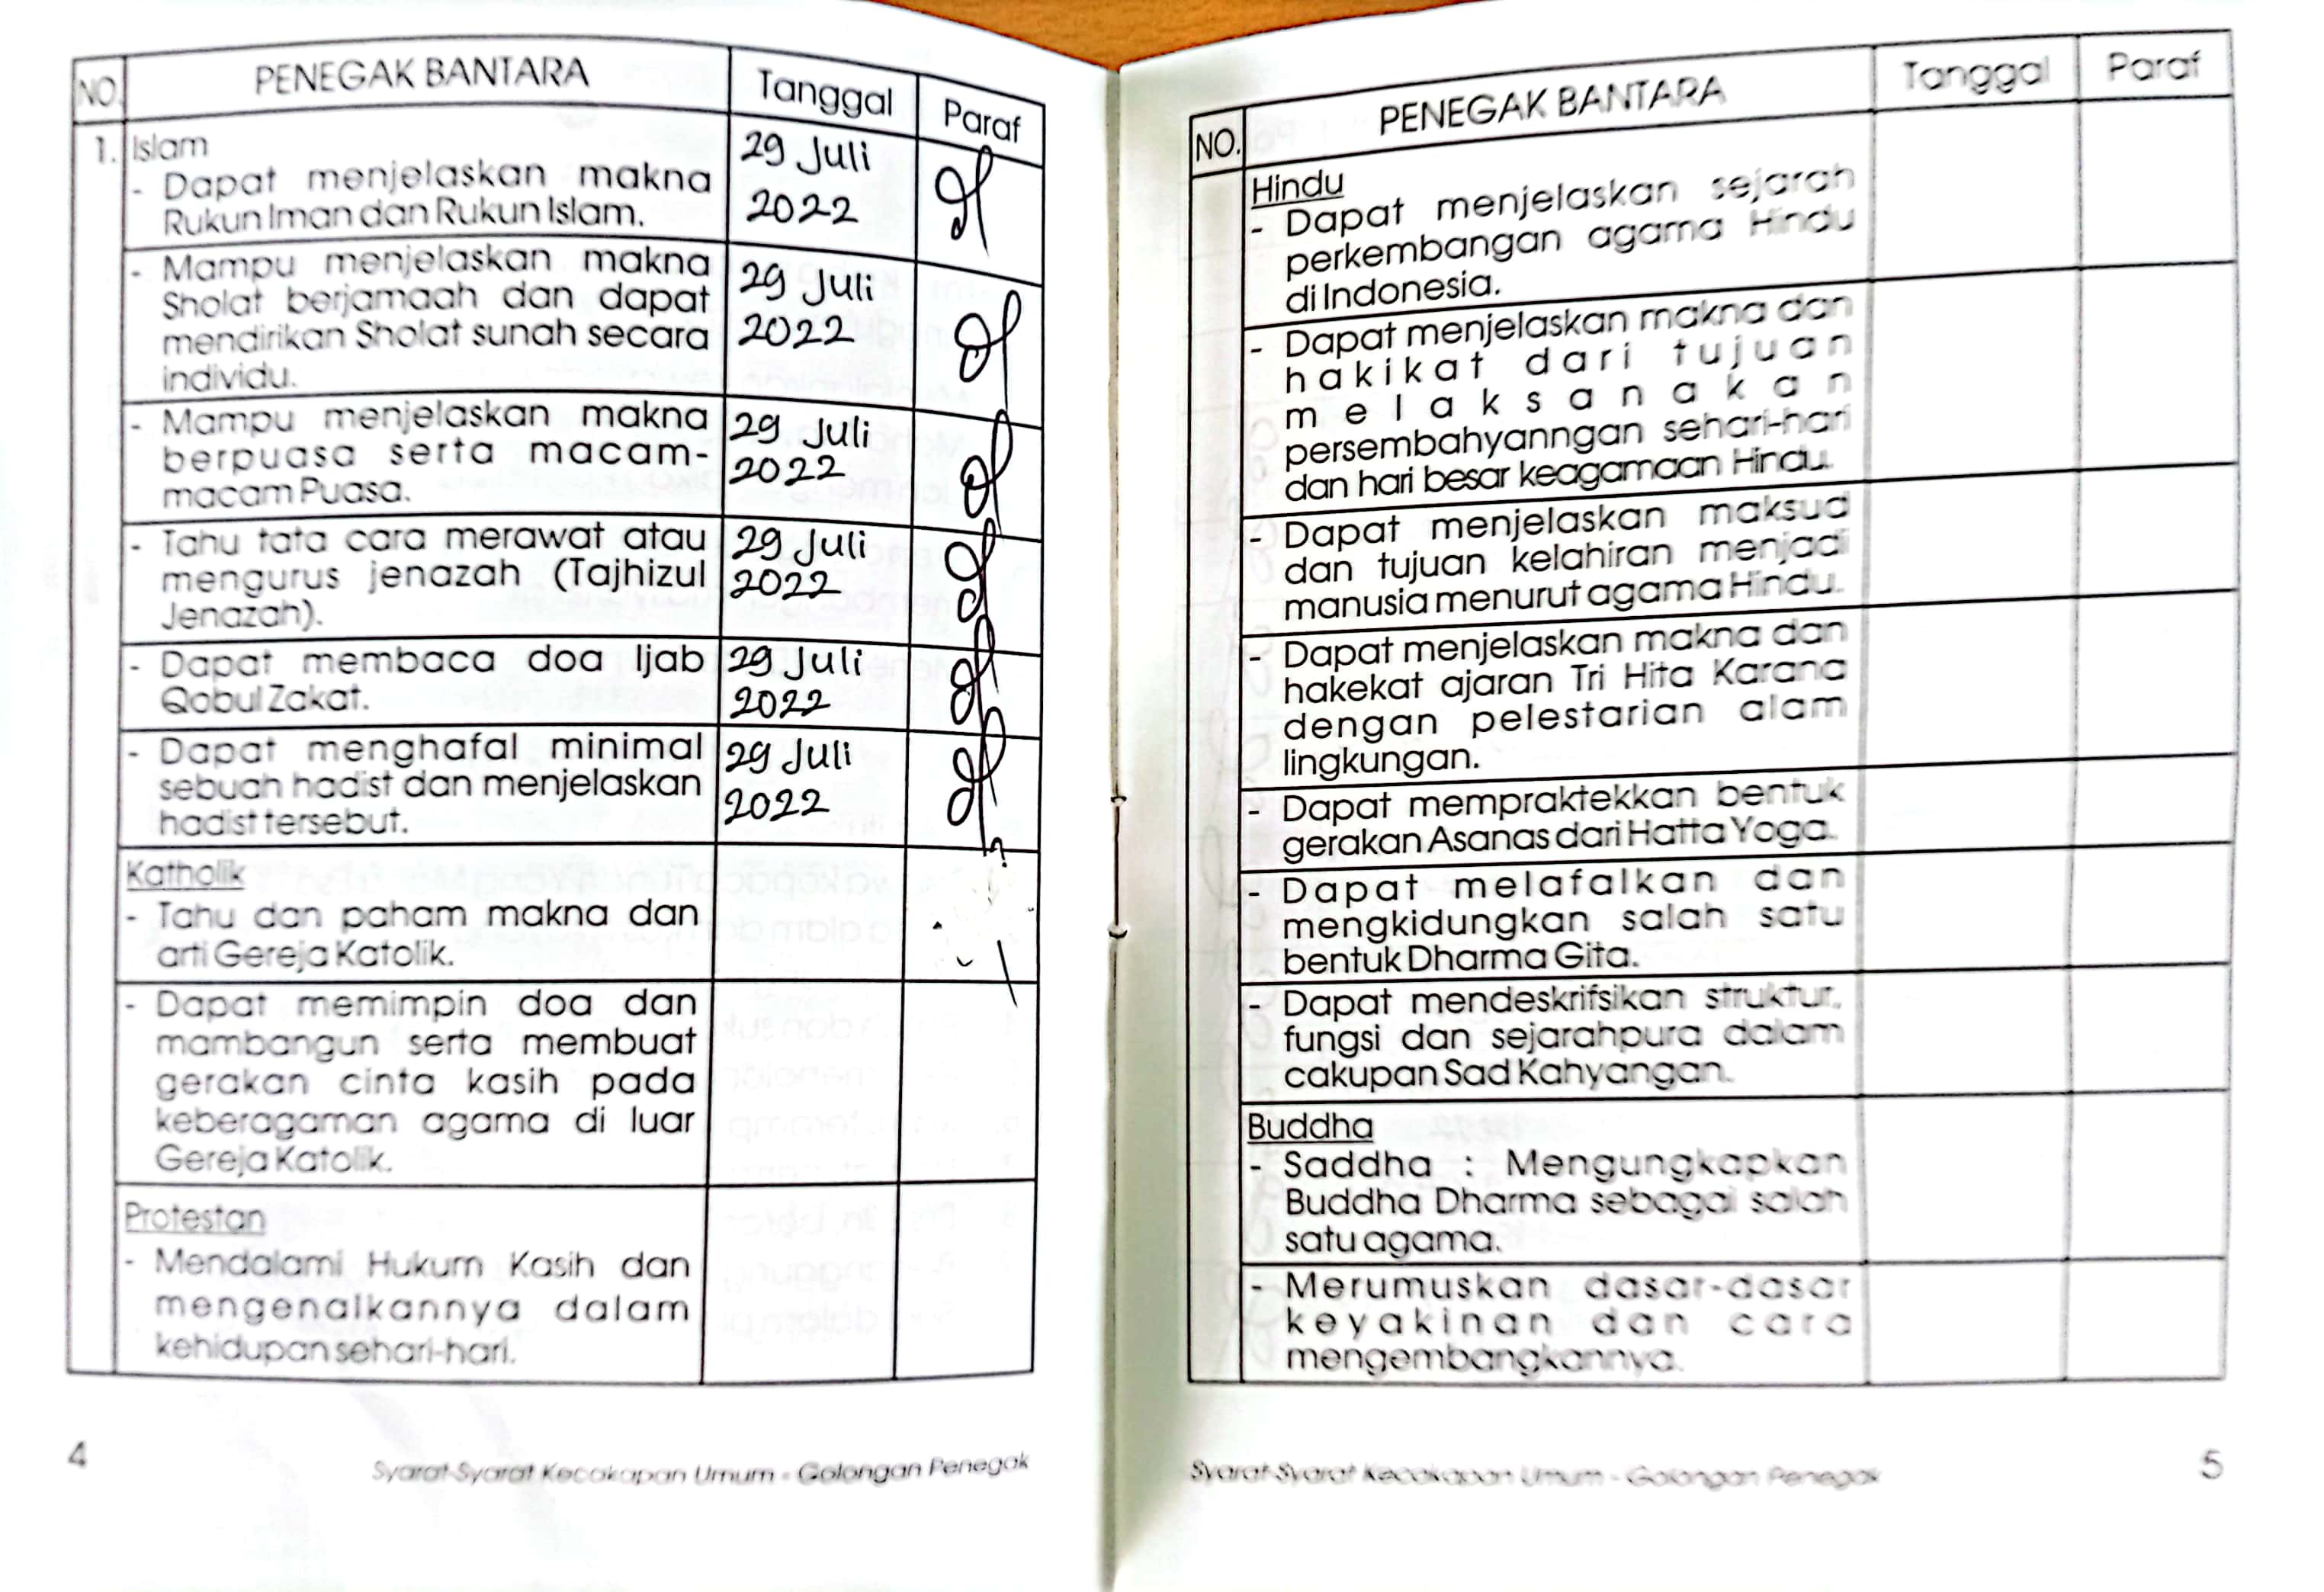 NO. PENEGAK BANTARA Tanggal Paraf
1. Islam
- Dapat menjelaskan makna
Rukun Iman dan Rukun Islam.
29 Juli
2022
- Mampu menjelaskan makna
Sholat berjamaah dan dapat
mendirikan Sholat sunah secara
individu.
29 Juli
2022
- Mampu menjelaskan makna
berpuasa serta macam-
macam Puasa.
29 Juli
2022
- Tahu tata cara merawat atau
mengurus jenazah (Tajhizul
Jenazah).
29 Juli
2022
- Dapat membaca doa Ijab
Qobul Zakat.
29 Juli
2022
- Dapat menghafal minimal
sebuah hadist dan menjelaskan
hadist tersebut.
29 Juli
2022
Katholik
- Tahu dan paham makna dan
arti Gereja Katolik.
- Dapat memimpin doa dan
mambangun serta membuat
gerakan cinta kasih pada
keberagaman agama di luar
Gereja Katolik.
Protestan
- Mendalami Hukum Kasih dan
mengenalkannya dalam
kehidupan sehari-hari.
4
Syarat-Syarat Kecakapan Umum - Golongan Penegak
NO. PENEGAK BANTARA Tanggal Paraf
Hindu
- Dapat menjelaskan sejarah
perkembangan agama Hindu
di Indonesia.
- Dapat menjelaskan makna dan
hakikat dari tujuan
melaksanakan
persembahyanngan sehari-hari
dan hari besar keagamaan Hindu.
- Dapat menjelaskan maksud
dan tujuan kelahiran menjadi
manusia menurut agama Hindu.
- Dapat menjelaskan makna dan
hakekat ajaran Tri Hita Karana
dengan pelestarian alam
lingkungan.
- Dapat mempraktekkan bentuk
gerakan Asanas dari Hatta Yoga.
- Dapat melafalkan dan
mengkidungkan salah satu
bentuk Dharma Gita.
- Dapat mendeskrifsikan struktur,
fungsi dan sejarahpura dalam
cakupan Sad Kahyangan.
Buddha
- Saddha : Mengungkapkan
Buddha Dharma sebagai salah
satu agama.
- Merumuskan dasar-dasar
keyakinan dan cara
mengembangkannya.
Syarat-Syarat Kecakapan Umum - Golongan Penegak
5